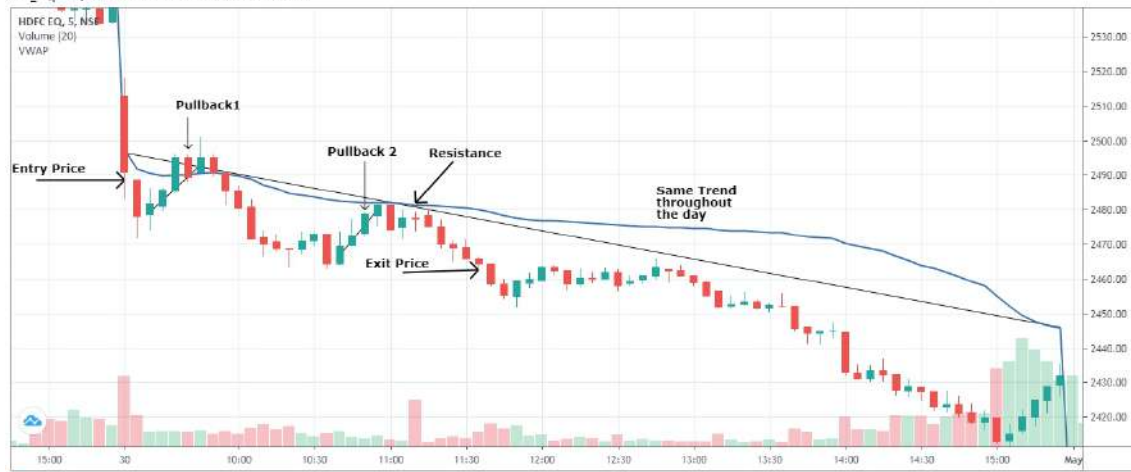 HDFC EQ, 5, NSE
Volume (20)
VWAP
Pullback1
Entry Price
Pullback 2
Resistance
Exit Price
Same Trend
throughout
the day
2530.00
2520.00
2510.00
2500.00
2490.00
2480.00
2470.00
2460.00
2450.00
2440.00
2430.00
2420.00
15:00
30
10:00
10:30
11:00
11:30
12:00
12:30
13:00
13:30
14:00
14:30
15:00
May